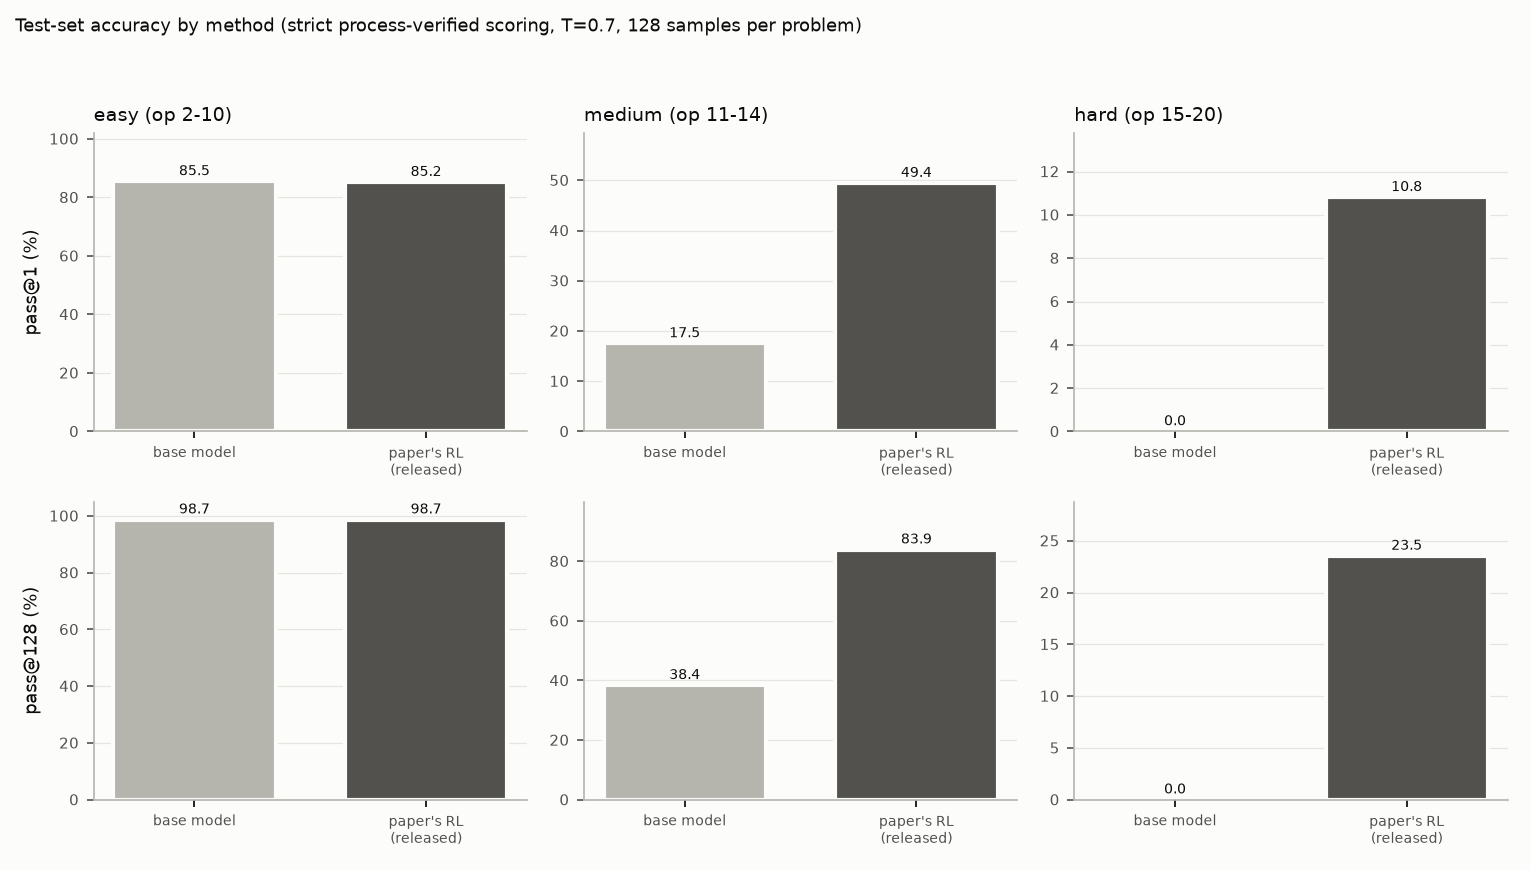 Test-set accuracy by method (strict process-verified scoring, T=0.7, 128 samples per problem)
easy (op 2-10)
medium (op 11-14)
hard (op 15-20)
pass@1 (%)
100
80
60
40
20
0
85.5
85.2
base model
paper's RL
(released)
50
40
30
20
10
0
17.5
49.4
base model
paper's RL
(released)
12
10
8
6
4
2
0
0.0
10.8
base model
paper's RL
(released)
pass@128 (%)
100
80
60
40
20
0
98.7
98.7
base model
paper's RL
(released)
80
60
40
20
0
38.4
83.9
base model
paper's RL
(released)
25
20
15
10
5
0
0.0
23.5
base model
paper's RL
(released)